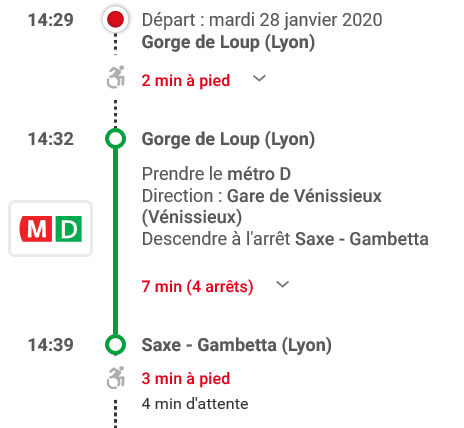 14:29 Départ : mardi 28 janvier 2020
Gorge de Loup (Lyon)
2 min à pied
14:32 Gorge de Loup (Lyon)
Prendre le métro D
Direction : Gare de Vénissieux
(Vénissieux)
M D
Descendre à l'arrêt Saxe - Gambetta
7 min (4 arrêts)
14:39 Saxe - Gambetta (Lyon)
3 min à pied
4 min d'attente